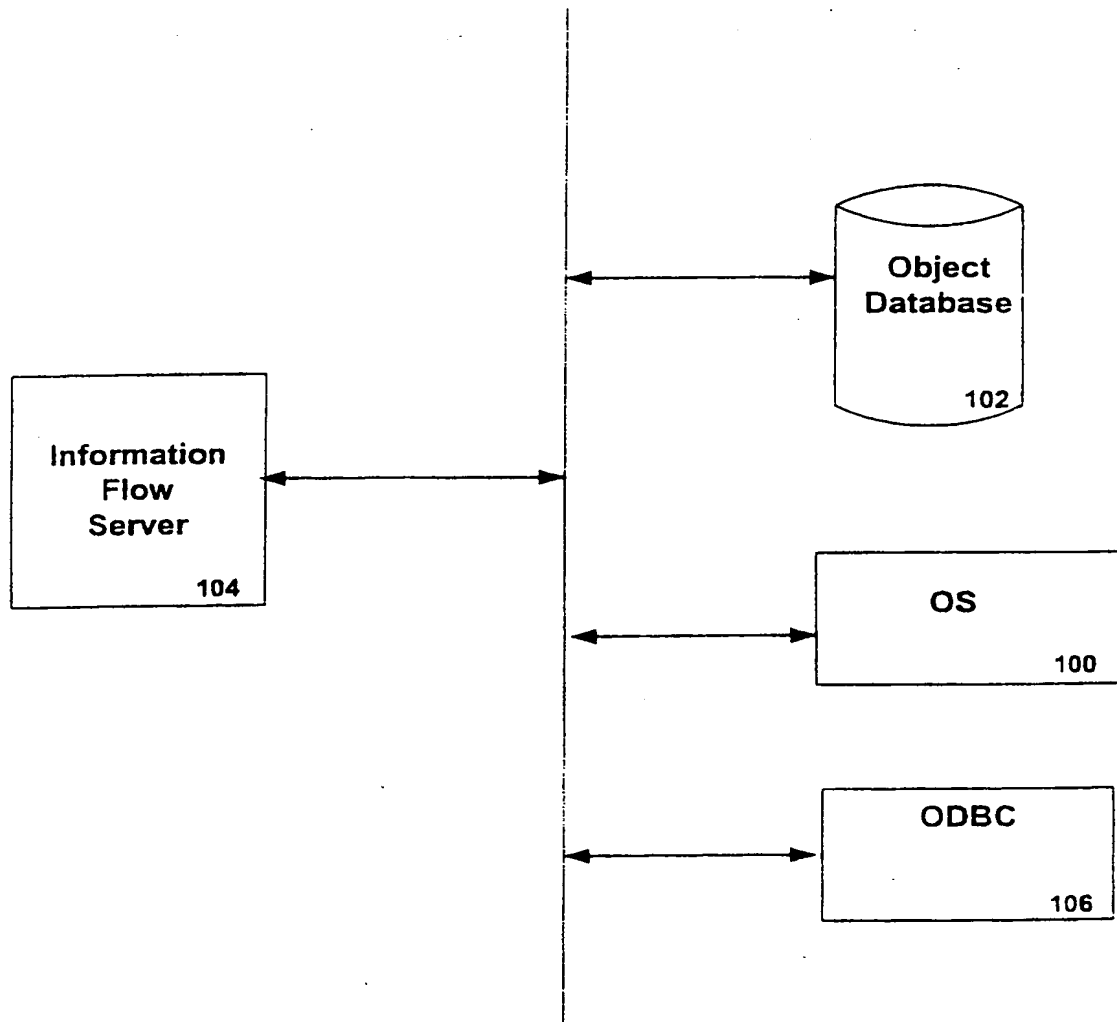 Object
Database
102
Information
Flow
Server
104
OS
100
ODBC
106